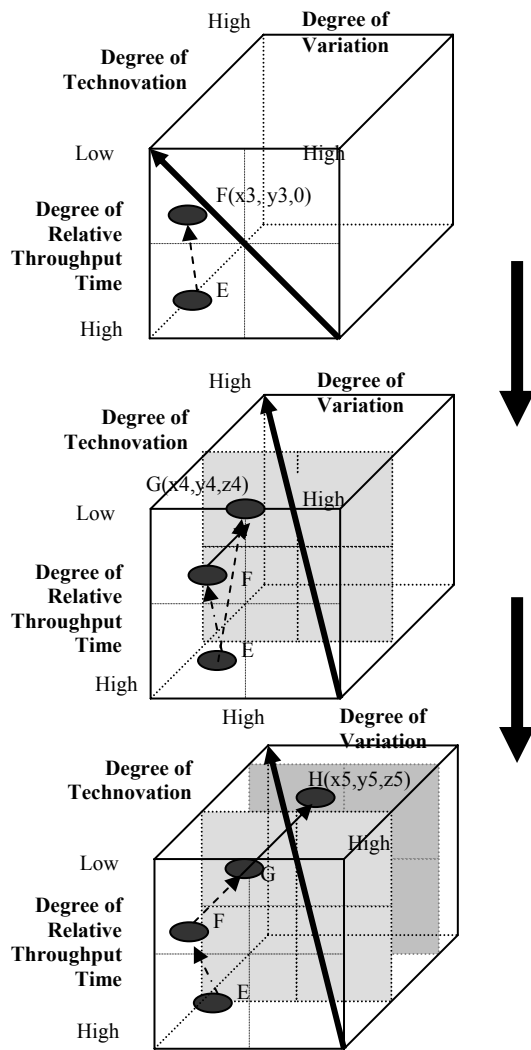 High
Degree of
Variation
Degree of
Technovation
Low
High
F(x3, y3,0)
Degree of
Relative
Throughput
Time
E
High
High
Degree of
Variation
Degree of
Technovation
G(x4,y4,z4)
High
Low
Degree of
Relative
Throughput
Time
F
E
High
High
Degree of
Variation
Degree of
Technovation
H(x5,y5,z5)
High
Low
G
Degree of
Relative
Throughput
Time
F
E
High